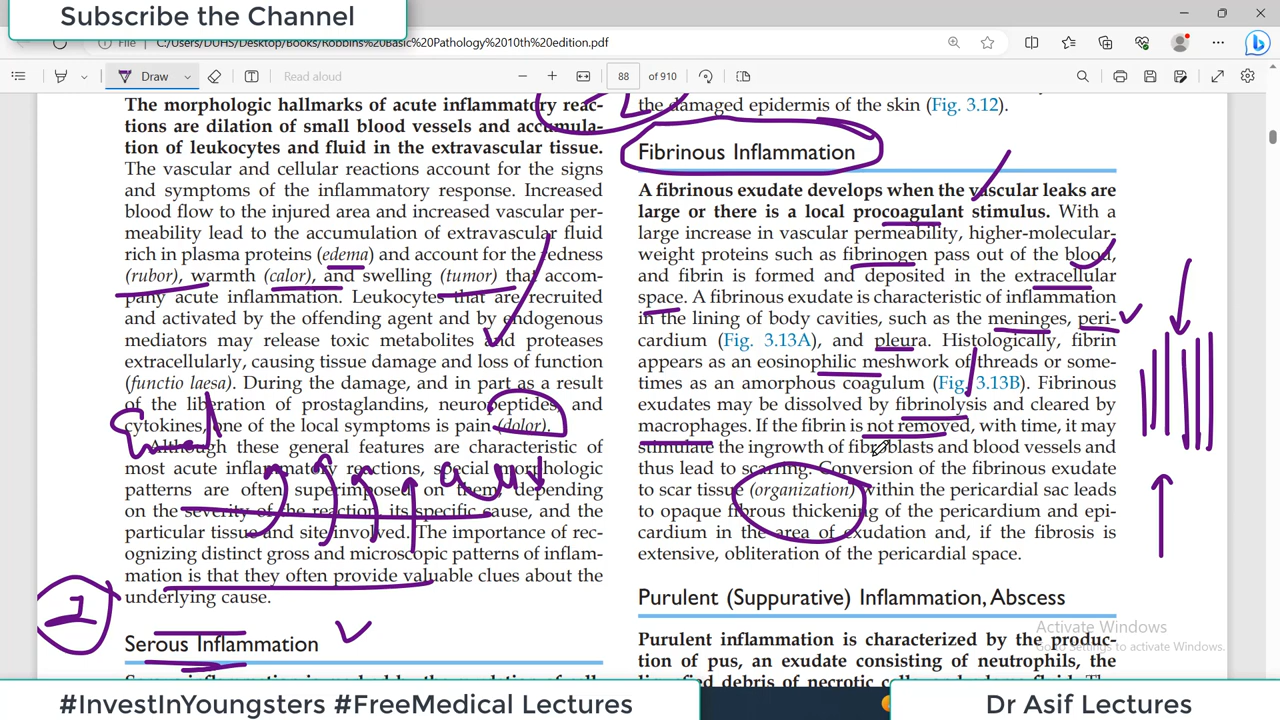 Subscribe the Channel
File C:/Users/DUHS/Desktop/Books/Robbins%20Basic%20Pathology%2010th%20edition.pdf
Draw Read aloud 88 of 910
The morphologic hallmarks of acute inflammatory reac-
tions are dilation of small blood vessels and accumula-
tion of leukocytes and fluid in the extravascular tissue.
The vascular and cellular reactions account for the signs
and symptoms of the inflammatory response. Increased
blood flow to the injured area and increased vascular per-
meability lead to the accumulation of extravascular fluid
rich in plasma proteins (edema) and account for the redness
(rubor), warmth (calor), and swelling (tumor) that accom-
pany acute inflammation. Leukocytes that are recruited
and activated by the offending agent and by endogenous
mediators may release toxic metabolites and proteases
extracellularly, causing tissue damage and loss of function
(functio laesa). During the damage, and in part as a result
of the liberation of prostaglandins, neuropeptides, and
cytokines, one of the local symptoms is pain (dolor).
Although these general features are characteristic of
most acute inflammatory reactions, special morphologic
patterns are often superimposed on them, depending
on the severity of the reaction, its specific cause, and the
particular tissue and site involved. The importance of rec-
ognizing distinct gross and microscopic patterns of inflam-
mation is that they often provide valuable clues about the
underlying cause.
1
Serous Inflammation
the damaged epidermis of the skin (Fig. 3.12).
Fibrinous Inflammation
A fibrinous exudate develops when the vascular leaks are
large or there is a local procoagulant stimulus. With a
large increase in vascular permeability, higher-molecular-
weight proteins such as fibrinogen pass out of the blood,
and fibrin is formed and deposited in the extracellular
space. A fibrinous exudate is characteristic of inflammation
in the lining of body cavities, such as the meninges, peri-
cardium (Fig. 3.13A), and pleura. Histologically, fibrin
appears as an eosinophilic meshwork of threads or some-
times as an amorphous coagulum (Fig. 3.13B). Fibrinous
exudates may be dissolved by fibrinolysis and cleared by
macrophages. If the fibrin is not removed, with time, it may
stimulate the ingrowth of fibroblasts and blood vessels and
thus lead to scarring. Conversion of the fibrinous exudate
to scar tissue (organization) within the pericardial sac leads
to opaque fibrous thickening of the pericardium and epi-
cardium in the area of exudation and, if the fibrosis is
extensive, obliteration of the pericardial space.
Purulent (Suppurative) Inflammation, Abscess
Purulent inflammation is characterized by the produc-
tion of pus, an exudate consisting of neutrophils, the
Activate Windows
Go to Settings to activate Windows.
#InvestInYoungsters #FreeMedical Lectures
Dr Asif Lectures